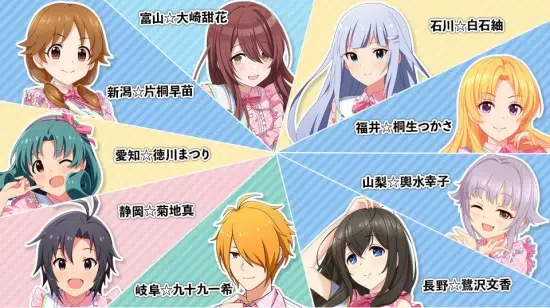 富山☆大崎甜花
石川☆白石紬
新潟☆片桐早苗
福井☆桐生つかさ
愛知☆徳川まつり
山梨☆輿水幸子
静岡☆菊地真
岐阜☆九十九一希
長野☆鷺沢文香